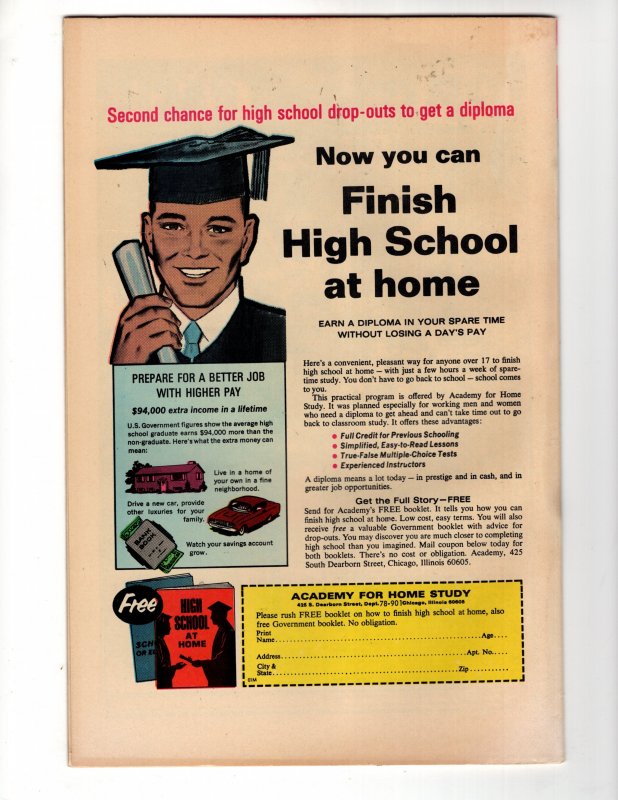 Second chance for high school drop-outs to get a diploma
Now you can
Finish
High School
at home
EARN A DIPLOMA IN YOUR SPARE TIME
WITHOUT LOSING A DAY'S PAY
PREPARE FOR A BETTER JOB
WITH HIGHER PAY
$94,000 extra income in a lifetime
U.S. Government figures show the average high
school graduate earns $94,000 more than the
non-graduate. Here's what the extra money can
mean:
Live in a home of
your own in a fine
neighborhood.
Drive a new car, provide
other luxuries for your
family.
BANK
BOOK
Watch your savings account
grow.
Here's a convenient, pleasant way for anyone over 17 to finish
high school at home – with just a few hours a week of spare-
time study. You don't have to go back to school – school comes
to you.
This practical program is offered by Academy for Home
Study. It was planned especially for working men and women
who need a diploma to get ahead and can't take time out to go
back to classroom study. It offers these advantages:
• Full Credit for Previous Schooling
• Simplified, Easy-to-Read Lessons
• True-False Multiple-Choice Tests
• Experienced Instructors
A diploma means a lot today – in prestige and in cash, and in
greater job opportunities.
Get the Full Story—FREE
Send for Academy's FREE booklet. It tells you how you can
finish high school at home. Low cost, easy terms. You will also
receive free a valuable Government booklet with advice for
drop-outs. You may discover you are much closer to completing
high school than you imagined. Mail coupon below today for
both booklets. There's no cost or obligation. Academy, 425
South Dearborn Street, Chicago, Illinois 60605.
Free
SCH
OR E
HIGH
SCHOOL
AT
HOME
ACADEMY FOR HOME STUDY
425 S. Dearborn Street, Dept. 78-90 Chicago, Illinois 60605
Please rush FREE booklet on how to finish high school at home, also
free Government booklet. No obligation.
Print
Name Age
Address Apt. No.
City &
State Zip
01M